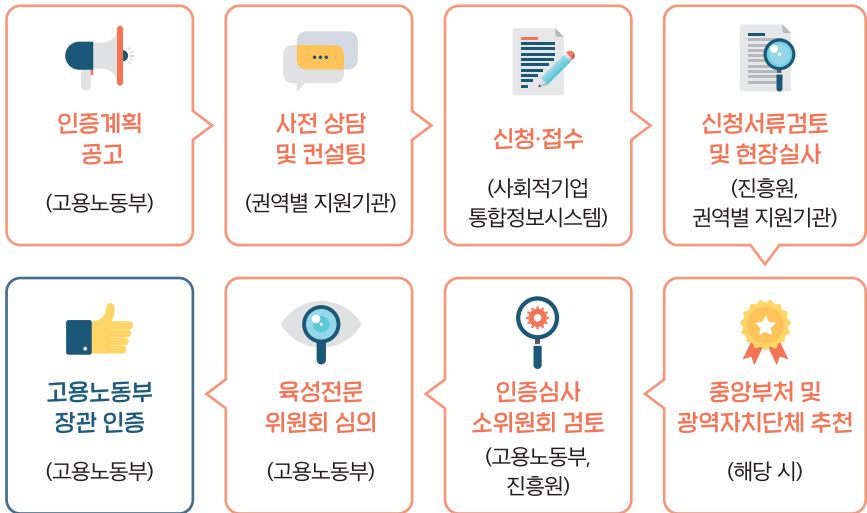 인증계획
공고
(고용노동부)
사전 상담
및 컨설팅
(권역별 지원기관)
신청·접수
(사회적기업
통합정보시스템)
신청서류검토
및 현장실사
(진흥원,
권역별 지원기관)
중앙부처 및
광역자치단체 추천
(해당 시)
인증심사
소위원회 검토
(고용노동부,
진흥원)
육성전문
위원회 심의
(고용노동부)
고용노동부
장관 인증
(고용노동부)